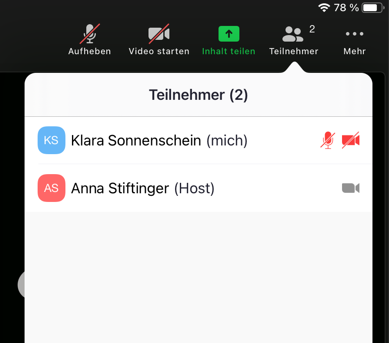 78 %
2
Aufheben Video starten Inhalt teilen Teilnehmer Mehr
Teilnehmer (2)
KS Klara Sonnenschein (mich)
AS Anna Stiftinger (Host)